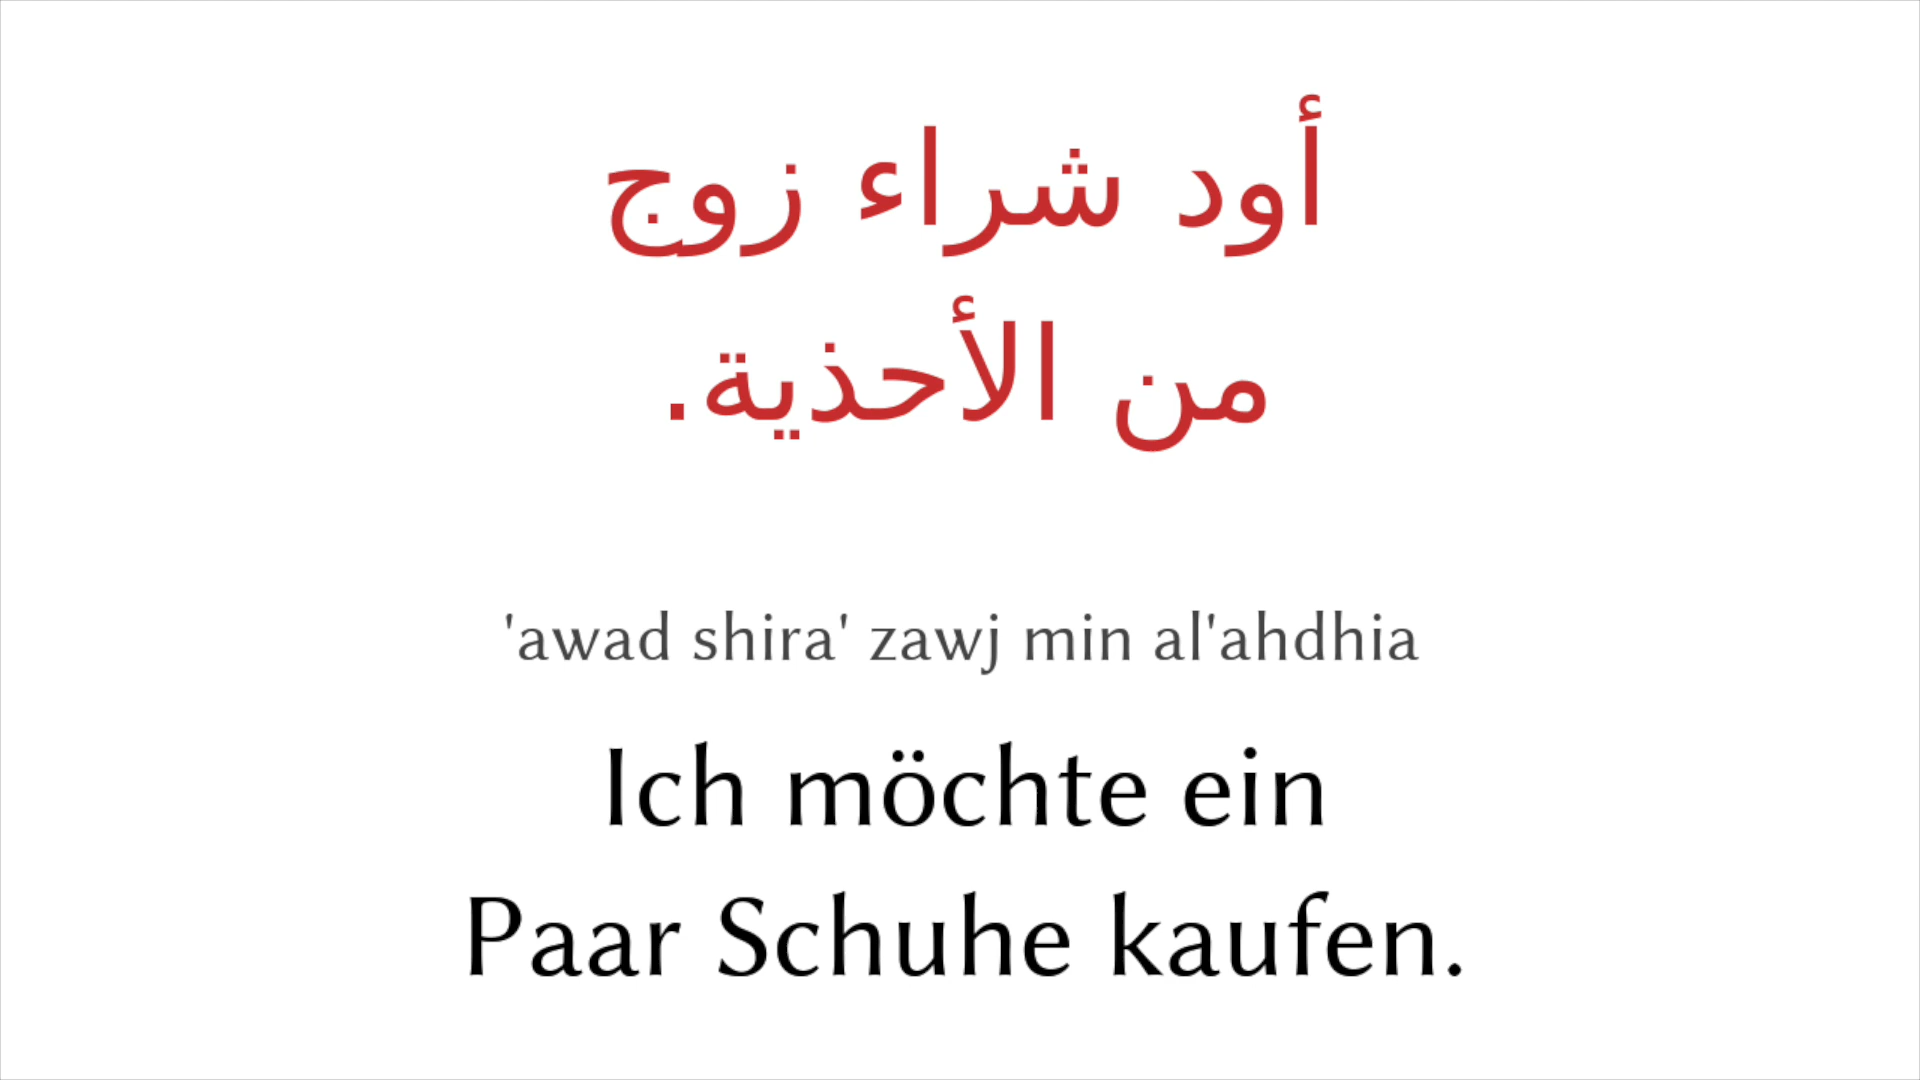 أود شراء زوج
من الأحذية.
'awad shira' zawj min al'ahdhia
Ich möchte ein
Paar Schuhe kaufen.